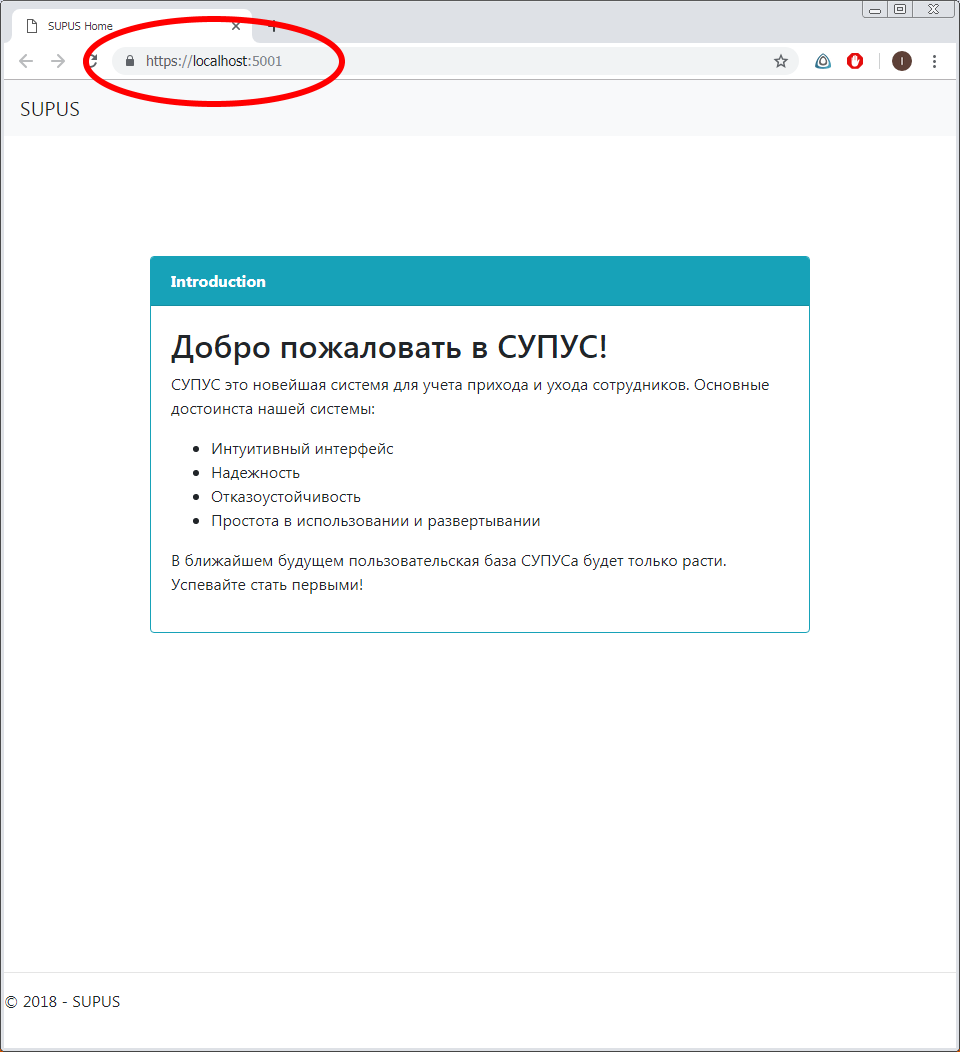 SUPUS Home
https://localhost:5001
I
SUPUS
Introduction
Добро пожаловать в СУПУС!
СУПУС это новейшая системя для учета прихода и ухода сотрудников. Основные
достоинста нашей системы:
Интуитивный интерфейс
Надежность
Отказоустойчивость
Простота в использовании и развертывании
В ближайшем будущем пользовательская база СУПУСа будет только расти.
Успевайте стать первыми!
© 2018 - SUPUS